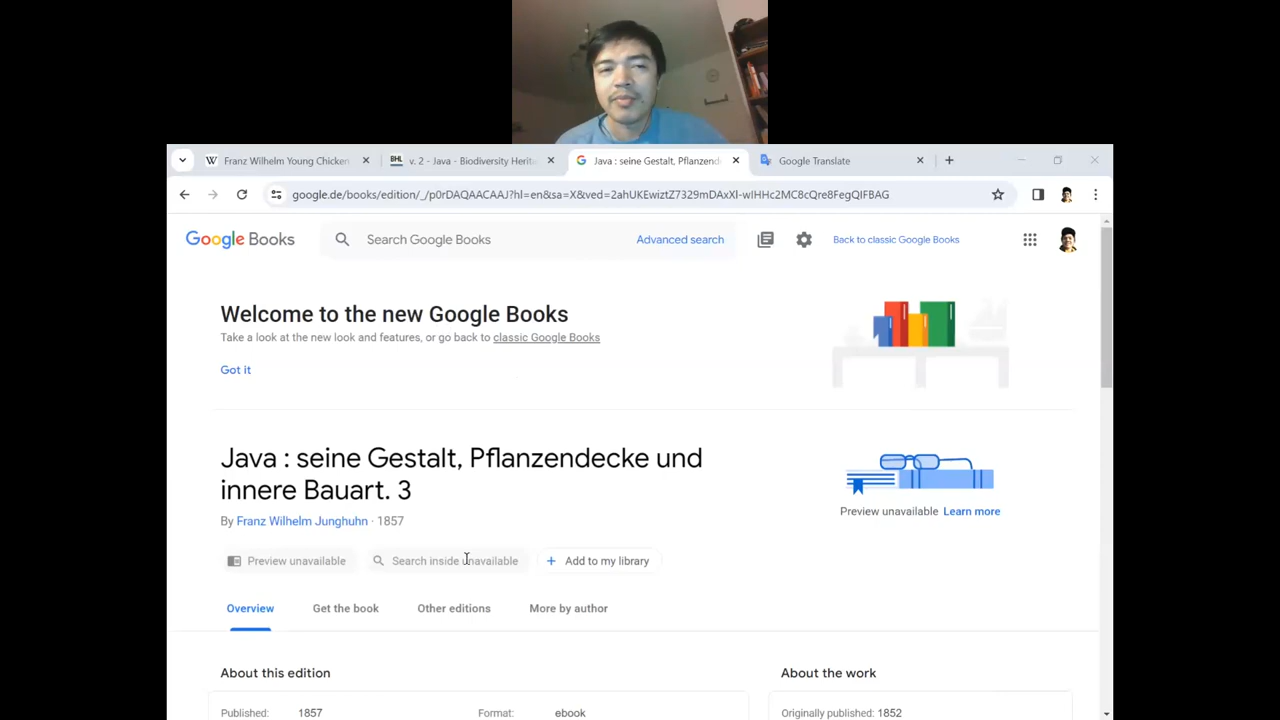 Franz Wilhelm Young Chicken
BHL v. 2 - Java - Biodiversity Herita
Java : seine Gestalt, Pflanzend
Google Translate
google.de/books/edition/_/p0rDAQAACAAJ?hl=en&sa=X&ved=2ahUKEwiztZ7329mDAxXI-wIHHc2MC8cQre8FegQIFBAG
Google Books
Search Google Books
Advanced search
Back to classic Google Books
Welcome to the new Google Books
Take a look at the new look and features, or go back to classic Google Books
Got it
Java : seine Gestalt, Pflanzendecke und
innere Bauart. 3
By Franz Wilhelm Junghuhn · 1857
Preview unavailable Learn more
Preview unavailable
Search inside unavailable
Add to my library
Overview
Get the book
Other editions
More by author
About this edition
About the work
Published: 1857
Format: ebook
Originally published: 1852